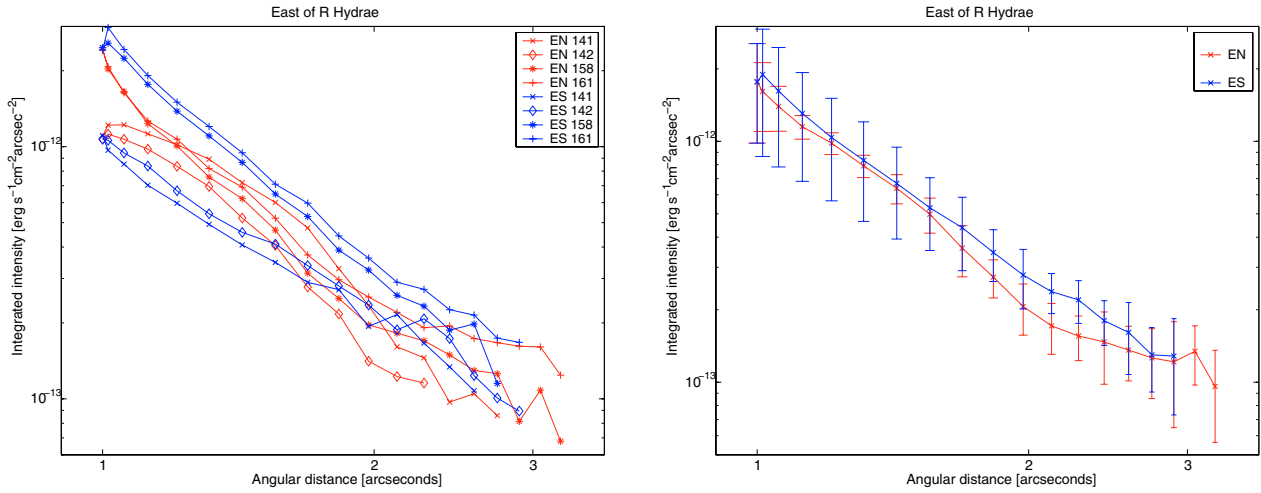 East of R Hydrae
Integrated intensity [erg s⁻¹cm⁻²arcsec⁻²]
10⁻¹²
10⁻¹³
EN 141
EN 142
EN 158
EN 161
ES 141
ES 142
ES 158
ES 161
1
2
3
Angular distance [arcseconds]
East of R Hydrae
Integrated intensity [erg s⁻¹cm⁻²arcsec⁻²]
10⁻¹²
10⁻¹³
EN
ES
1
2
3
Angular distance [arcseconds]